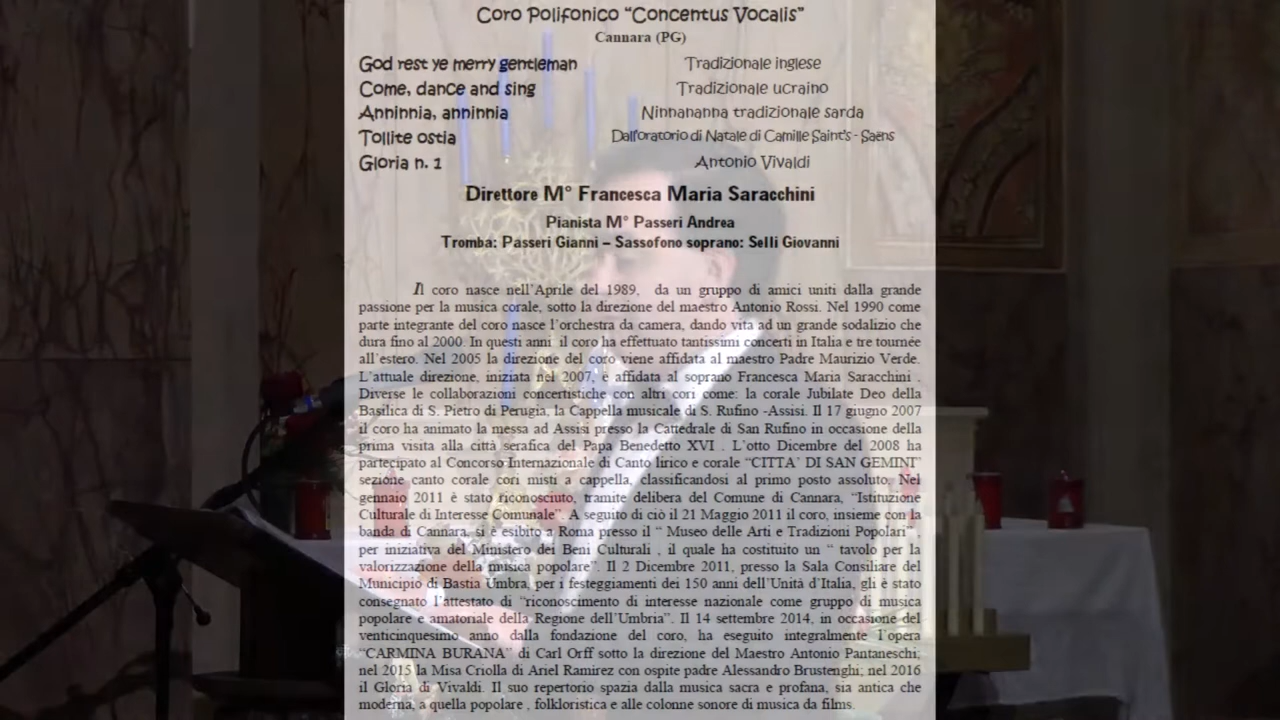 Coro Polifonico “Concentus Vocalis”
Cannara (PG)
God rest ye merry gentleman Tradizionale inglese
Come, dance and sing Tradizionale ucraino
Anninnia, anninnia Ninnananna tradizionale sarda
Tollite ostia Dall'oratorio di Natale di Camille Saint's - Saëns
Gloria n. 1 Antonio Vivaldi
Direttore M° Francesca Maria Saracchini
Pianista M° Passeri Andrea
Tromba: Passeri Gianni – Sassofono soprano: Selli Giovanni
Il coro nasce nell’Aprile del 1989, da un gruppo di amici uniti dalla grande
passione per la musica corale, sotto la direzione del maestro Antonio Rossi. Nel 1990 come
parte integrante del coro nasce l’orchestra da camera, dando vita ad un grande sodalizio che
dura fino al 2000. In questi anni il coro ha effettuato tantissimi concerti in Italia e tre tournée
all’estero. Nel 2005 la direzione del coro viene affidata al maestro Padre Maurizio Verde.
L’attuale direzione, iniziata nel 2007, è affidata al soprano Francesca Maria Saracchini .
Diverse le collaborazioni concertistiche con altri cori come: la corale Jubilate Deo della
Basilica di S. Pietro di Perugia, la Cappella musicale di S. Rufino -Assisi. Il 17 giugno 2007
il coro ha animato la messa ad Assisi presso la Cattedrale di San Rufino in occasione della
prima visita alla città serafica del Papa Benedetto XVI . L’otto Dicembre del 2008 ha
partecipato al Concorso Internazionale di Canto lirico e corale “CITTA’ DI SAN GEMINI”
sezione canto corale cori misti a cappella, classificandosi al primo posto assoluto. Nel
gennaio 2011 è stato riconosciuto, tramite delibera del Comune di Cannara, “Istituzione
Culturale di Interesse Comunale”. A seguito di ciò il 21 Maggio 2011 il coro, insieme con la
banda di Cannara, si è esibito a Roma presso il “ Museo delle Arti e Tradizioni Popolari”
per iniziativa del Ministero dei Beni Culturali , il quale ha costituito un “ tavolo per la
valorizzazione della musica popolare”. Il 2 Dicembre 2011, presso la Sala Consiliare del
Municipio di Bastia Umbra, per i festeggiamenti dei 150 anni dell’Unità d’Italia, gli è stato
consegnato l’attestato di “riconoscimento di interesse nazionale come gruppo di musica
popolare e amatoriale della Regione dell’Umbria”. Il 14 settembre 2014, in occasione del
venticinquesimo anno dalla fondazione del coro, ha eseguito integralmente l’opera
“CARMINA BURANA” di Carl Orff sotto la direzione del Maestro Antonio Pantaneschi;
nel 2015 la Misa Criolla di Ariel Ramirez con ospite padre Alessandro Brustenghi; nel 2016
il Gloria di Vivaldi. Il suo repertorio spazia dalla musica sacra e profana, sia antica che
moderna, a quella popolare , folkloristica e alle colonne sonore di musica da films.